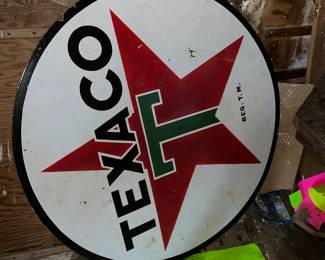 TEXACO
T
REG. T.M.